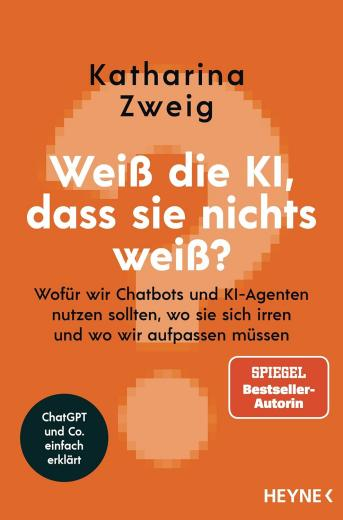 Katharina
Zweig
Weiß die KI,
dass sie nichts
weiß?
Wofür wir Chatbots und KI-Agenten
nutzen sollten, wo sie sich irren
und wo wir aufpassen müssen
SPIEGEL
Bestseller-
Autorin
ChatGPT
und Co.
einfach
erklärt
HEYNE<